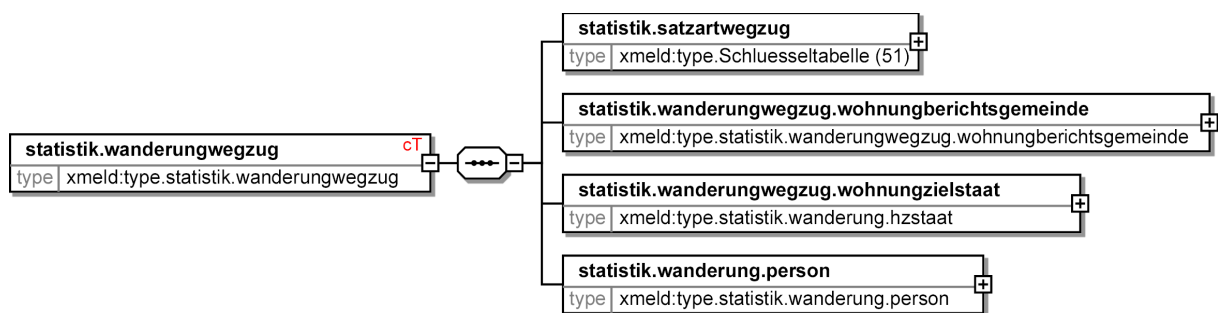 statistik.satzartwegzug
type xmeld:type.Schluesseltabelle (51)
statistik.wanderungwegzug.wohnungberichtsgemeinde
type xmeld:type.statistik.wanderungwegzug.wohnungberichtsgemeinde
statistik.wanderungwegzug cT
type xmeld:type.statistik.wanderungwegzug
statistik.wanderungwegzug.wohnungzielstaat
type xmeld:type.statistik.wanderung.hzstaat
statistik.wanderung.person
type xmeld:type.statistik.wanderung.person